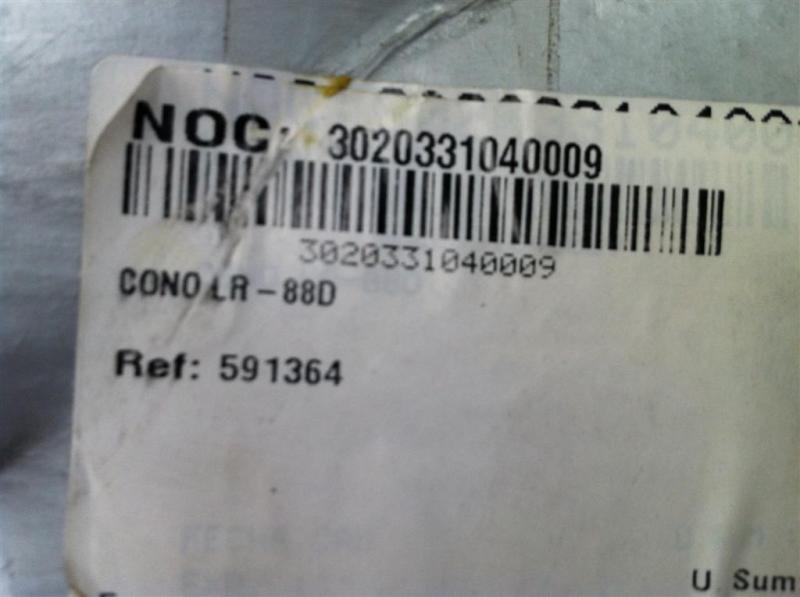 NOC: 3020331040009
3020331040009
CONO LR-88D
Ref: 591364
U. Sum